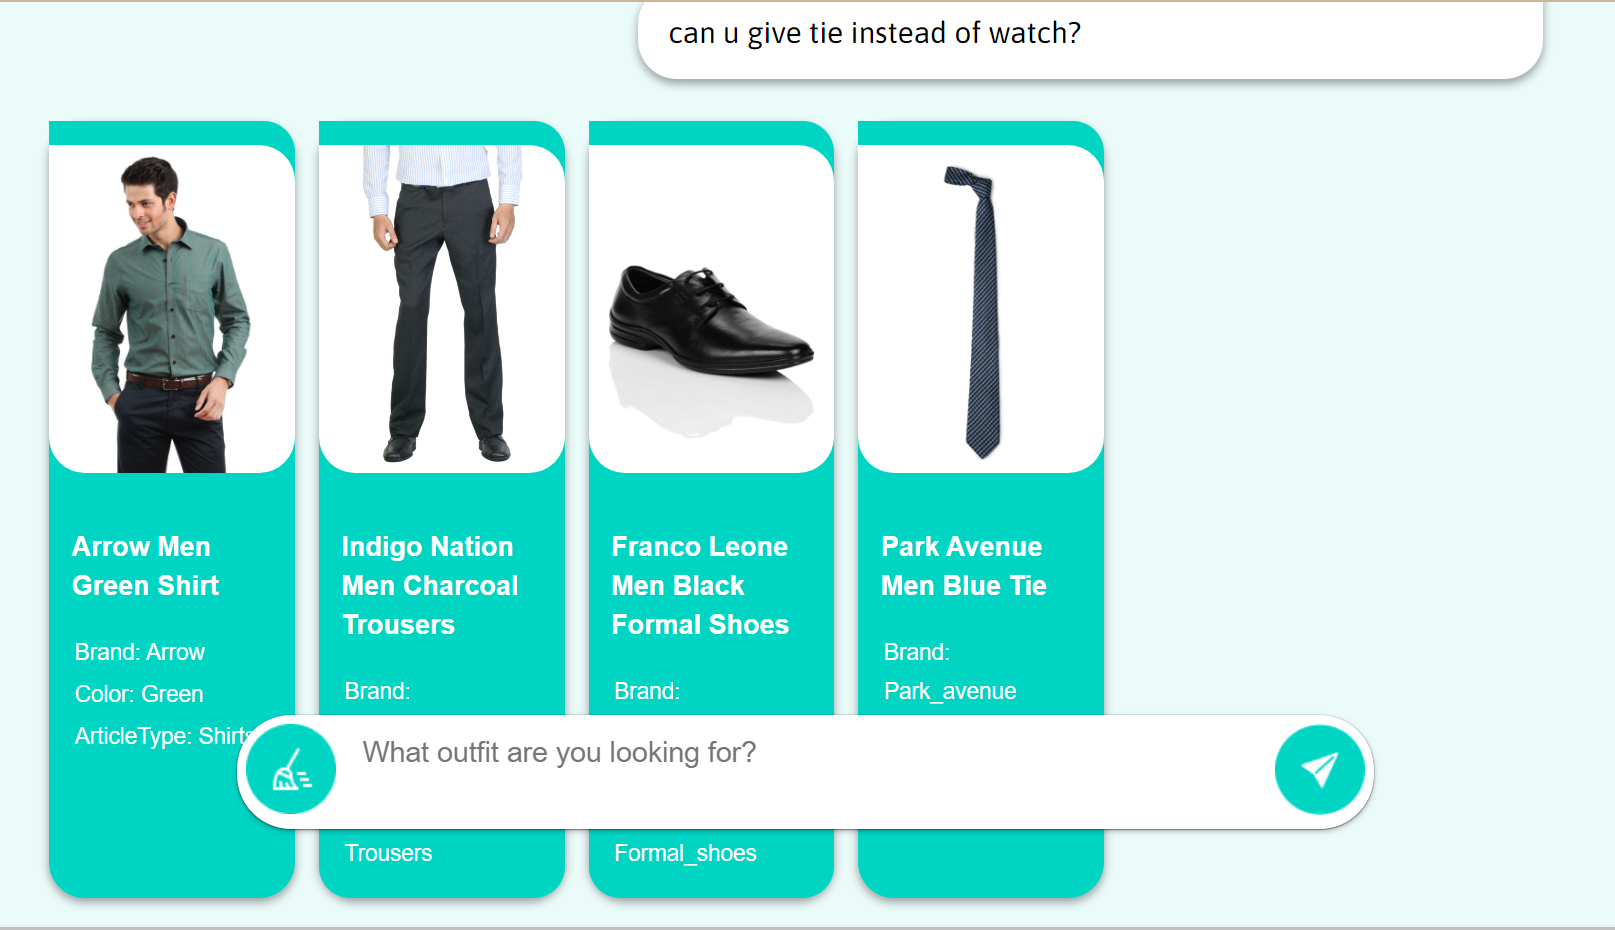 can u give tie instead of watch?
Arrow Men
Green Shirt
Brand: Arrow
Color: Green
ArticleType: Shirts
Indigo Nation
Men Charcoal
Trousers
Brand:
Trousers
Franco Leone
Men Black
Formal Shoes
Brand:
Formal_shoes
Park Avenue
Men Blue Tie
Brand:
Park_avenue
What outfit are you looking for?